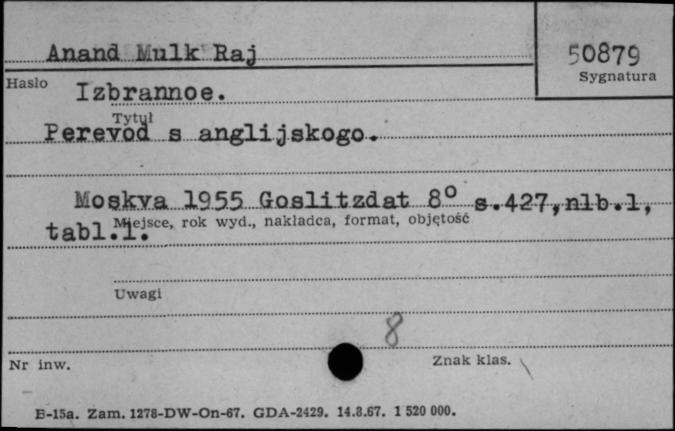 Anand Mulk Raj
50879
Sygnatura
Hasło
Izbrannoe.
Tytuł
Perevod s anglijskogo.
Moskva 1955 Goslitzdat 8° s.427,nlb.1,
Miejsce, rok wyd., nakładca, format, objętość
tabl.1.
Uwagi
8
Nr inw.
Znak klas.
B-15a. Zam. 1278-DW-On-67. GDA-2429. 14.8.67. 1 520 000.